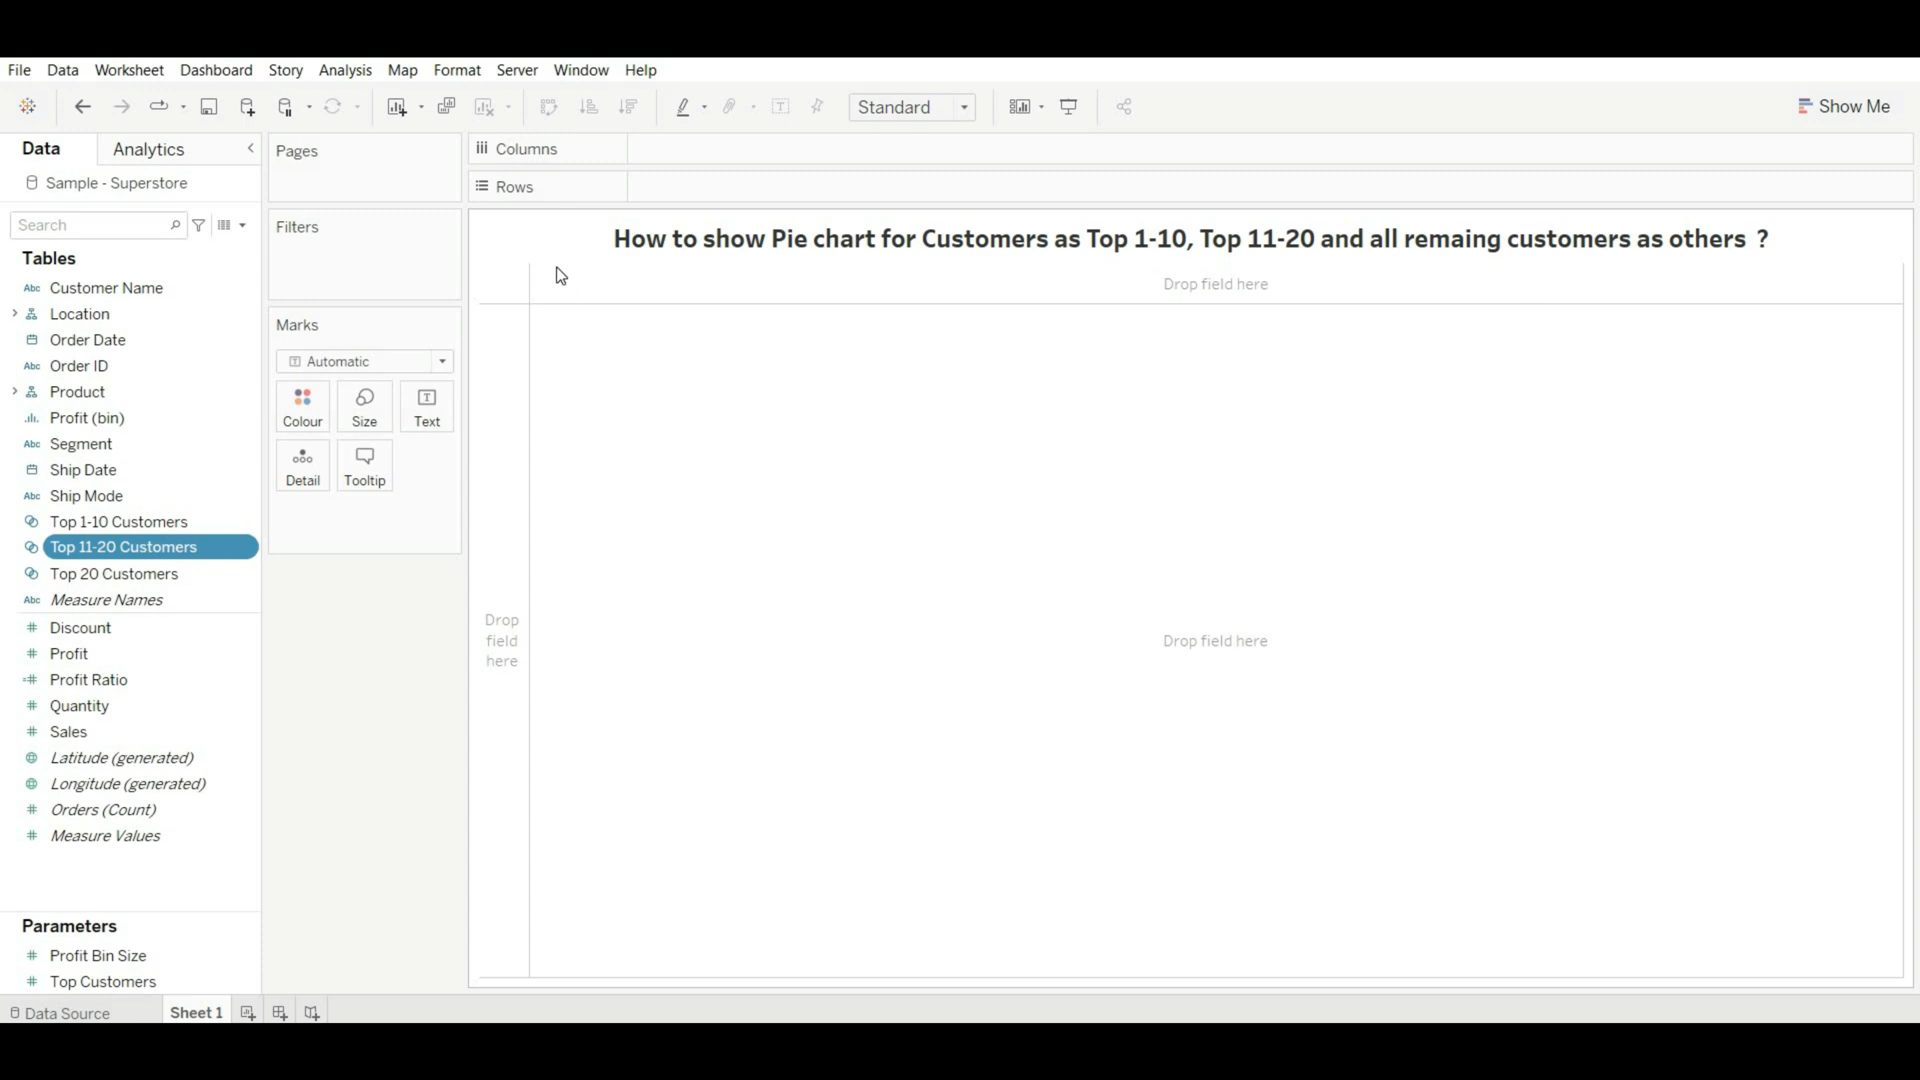 File Data Worksheet Dashboard Story Analysis Map Format Server Window Help
Standard
Show Me
Data
Analytics
Sample - Superstore
Search
Tables
Abc Customer Name
Location
Order Date
Abc Order ID
Product
Profit (bin)
Abc Segment
Ship Date
Abc Ship Mode
Top 1-10 Customers
Top 11-20 Customers
Top 20 Customers
Abc Measure Names
# Discount
# Profit
=# Profit Ratio
# Quantity
# Sales
Latitude (generated)
Longitude (generated)
# Orders (Count)
# Measure Values
Parameters
# Profit Bin Size
# Top Customers
Pages
Filters
Marks
Automatic
Colour
Size
Text
Detail
Tooltip
Columns
Rows
How to show Pie chart for Customers as Top 1-10, Top 11-20 and all remaing customers as others ?
Drop field here
Drop
field
here
Drop field here
Data Source
Sheet 1